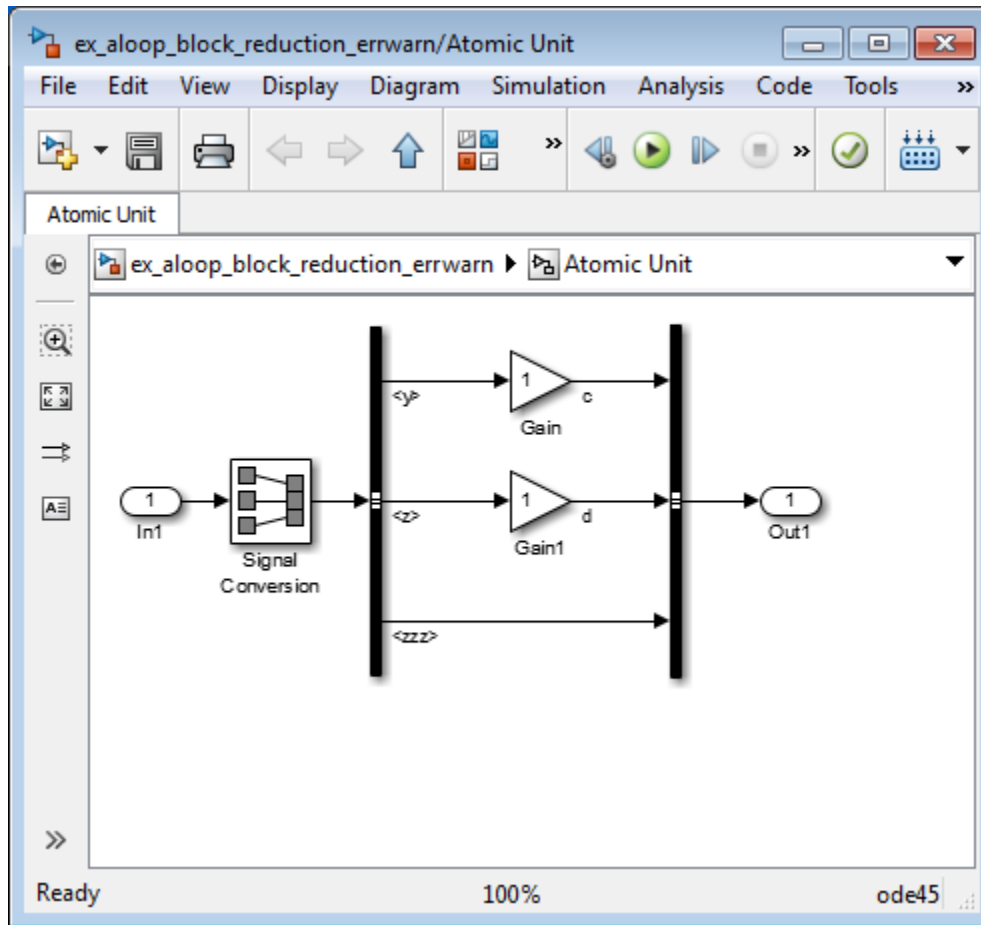 ex_aloop_block_reduction_errwarn/Atomic Unit
File Edit View Display Diagram Simulation Analysis Code Tools »
» »
Atomic Unit
ex_aloop_block_reduction_errwarn Atomic Unit
1
<y>
c
Gain
1
In1
Signal
Conversion
<z>
1
d
Gain1
1
Out1
<zzz>
»
Ready 100% ode45